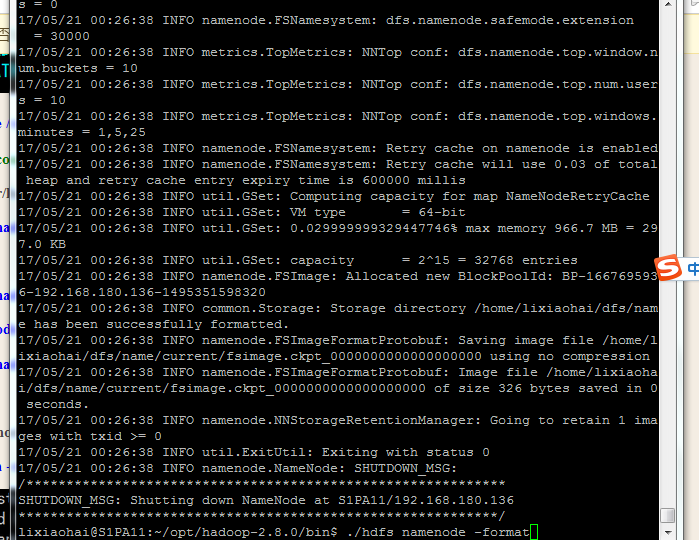 s = 0
17/05/21 00:26:38 INFO namenode.FSNamesystem: dfs.namenode.safemode.extension
  = 30000
17/05/21 00:26:38 INFO metrics.TopMetrics: NNTop conf: dfs.namenode.top.window.n
um.buckets = 10
17/05/21 00:26:38 INFO metrics.TopMetrics: NNTop conf: dfs.namenode.top.num.user
s = 10
17/05/21 00:26:38 INFO metrics.TopMetrics: NNTop conf: dfs.namenode.top.windows.
minutes = 1,5,25
17/05/21 00:26:38 INFO namenode.FSNamesystem: Retry cache on namenode is enabled
17/05/21 00:26:38 INFO namenode.FSNamesystem: Retry cache will use 0.03 of total
 heap and retry cache entry expiry time is 600000 millis
17/05/21 00:26:38 INFO util.GSet: Computing capacity for map NameNodeRetryCache
17/05/21 00:26:38 INFO util.GSet: VM type       = 64-bit
17/05/21 00:26:38 INFO util.GSet: 0.029999999329447746% max memory 966.7 MB = 29
7.0 KB
17/05/21 00:26:38 INFO util.GSet: capacity      = 2^15 = 32768 entries
17/05/21 00:26:38 INFO namenode.FSImage: Allocated new BlockPoolId: BP-166769593
6-192.168.180.136-1495351598320
17/05/21 00:26:38 INFO common.Storage: Storage directory /home/lixiaohai/dfs/nam
e has been successfully formatted.
17/05/21 00:26:38 INFO namenode.FSImageFormatProtobuf: Saving image file /home/l
ixiaohai/dfs/name/current/fsimage.ckpt_0000000000000000000 using no compression
17/05/21 00:26:38 INFO namenode.FSImageFormatProtobuf: Image file /home/lixiaoha
i/dfs/name/current/fsimage.ckpt_0000000000000000000 of size 326 bytes saved in 0
 seconds.
17/05/21 00:26:38 INFO namenode.NNStorageRetentionManager: Going to retain 1 ima
ges with txid >= 0
17/05/21 00:26:38 INFO util.ExitUtil: Exiting with status 0
17/05/21 00:26:38 INFO namenode.NameNode: SHUTDOWN_MSG:
/************************************************************
SHUTDOWN_MSG: Shutting down NameNode at S1PA11/192.168.180.136
************************************************************/
lixiaohai@S1PA11:~/opt/hadoop-2.8.0/bin$ ./hdfs namenode -format
S
中